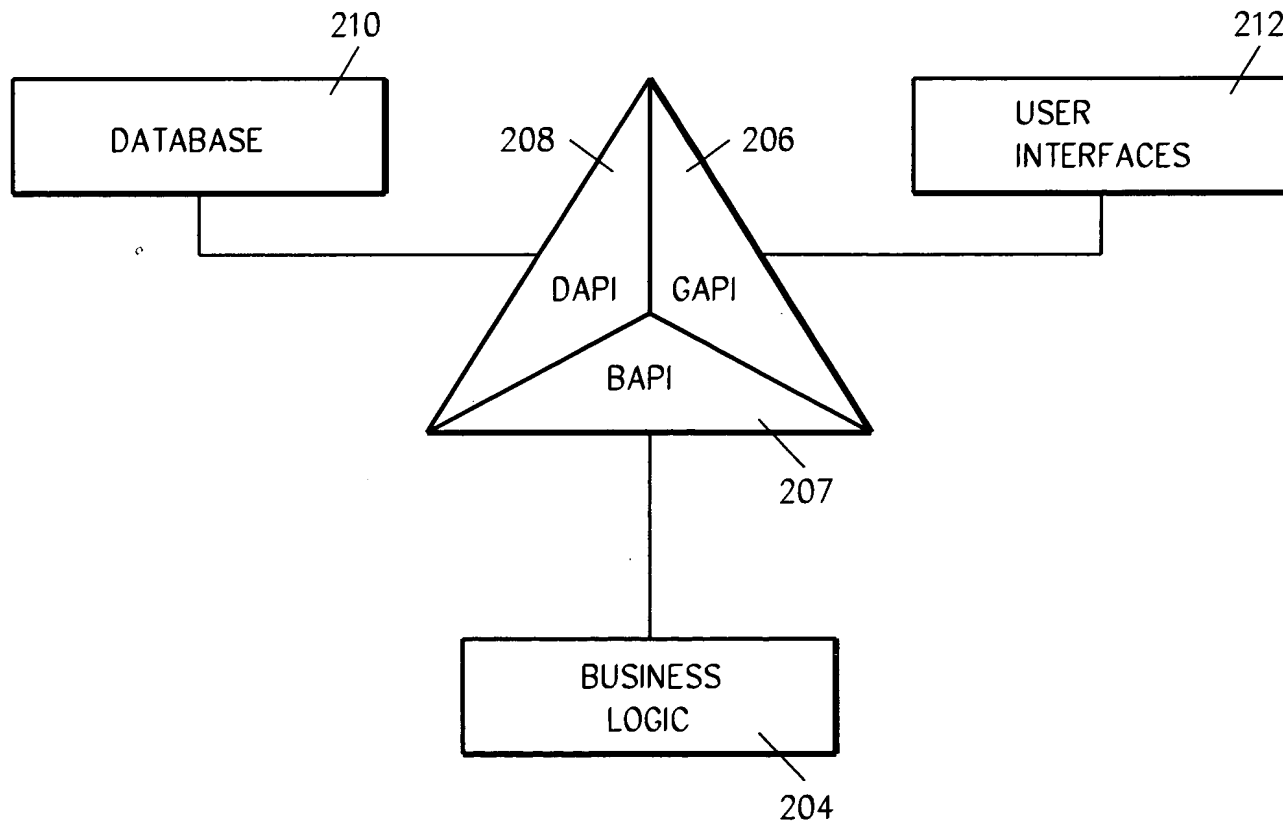 210
212
DATABASE
USER
INTERFACES
208
206
DAPI
GAPI
BAPI
207
BUSINESS
LOGIC
204